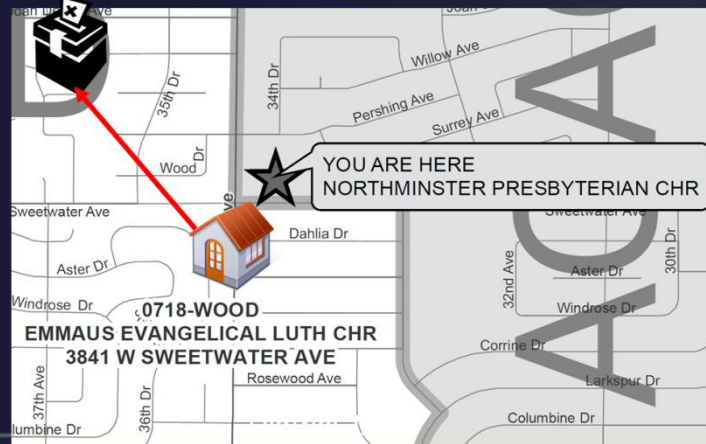 Willow Ave
34th Dr
35th Dr
Pershing Ave
Surrey Ave
Wood Dr
YOU ARE HERE
NORTHMINSTER PRESBYTERIAN CHR
Sweetwater Ave
Sweetwater Ave
Dahlia Dr
Aster Dr
32nd Ave
Aster Dr
30th Dr
Windrose Dr
Windrose Dr
0718-WOOD
EMMAUS EVANGELICAL LUTH CHR
3841 W SWEETWATER AVE
Corrine Dr
Rosewood Ave
Larkspur Dr
37th Ave
36th Dr
Columbine Dr